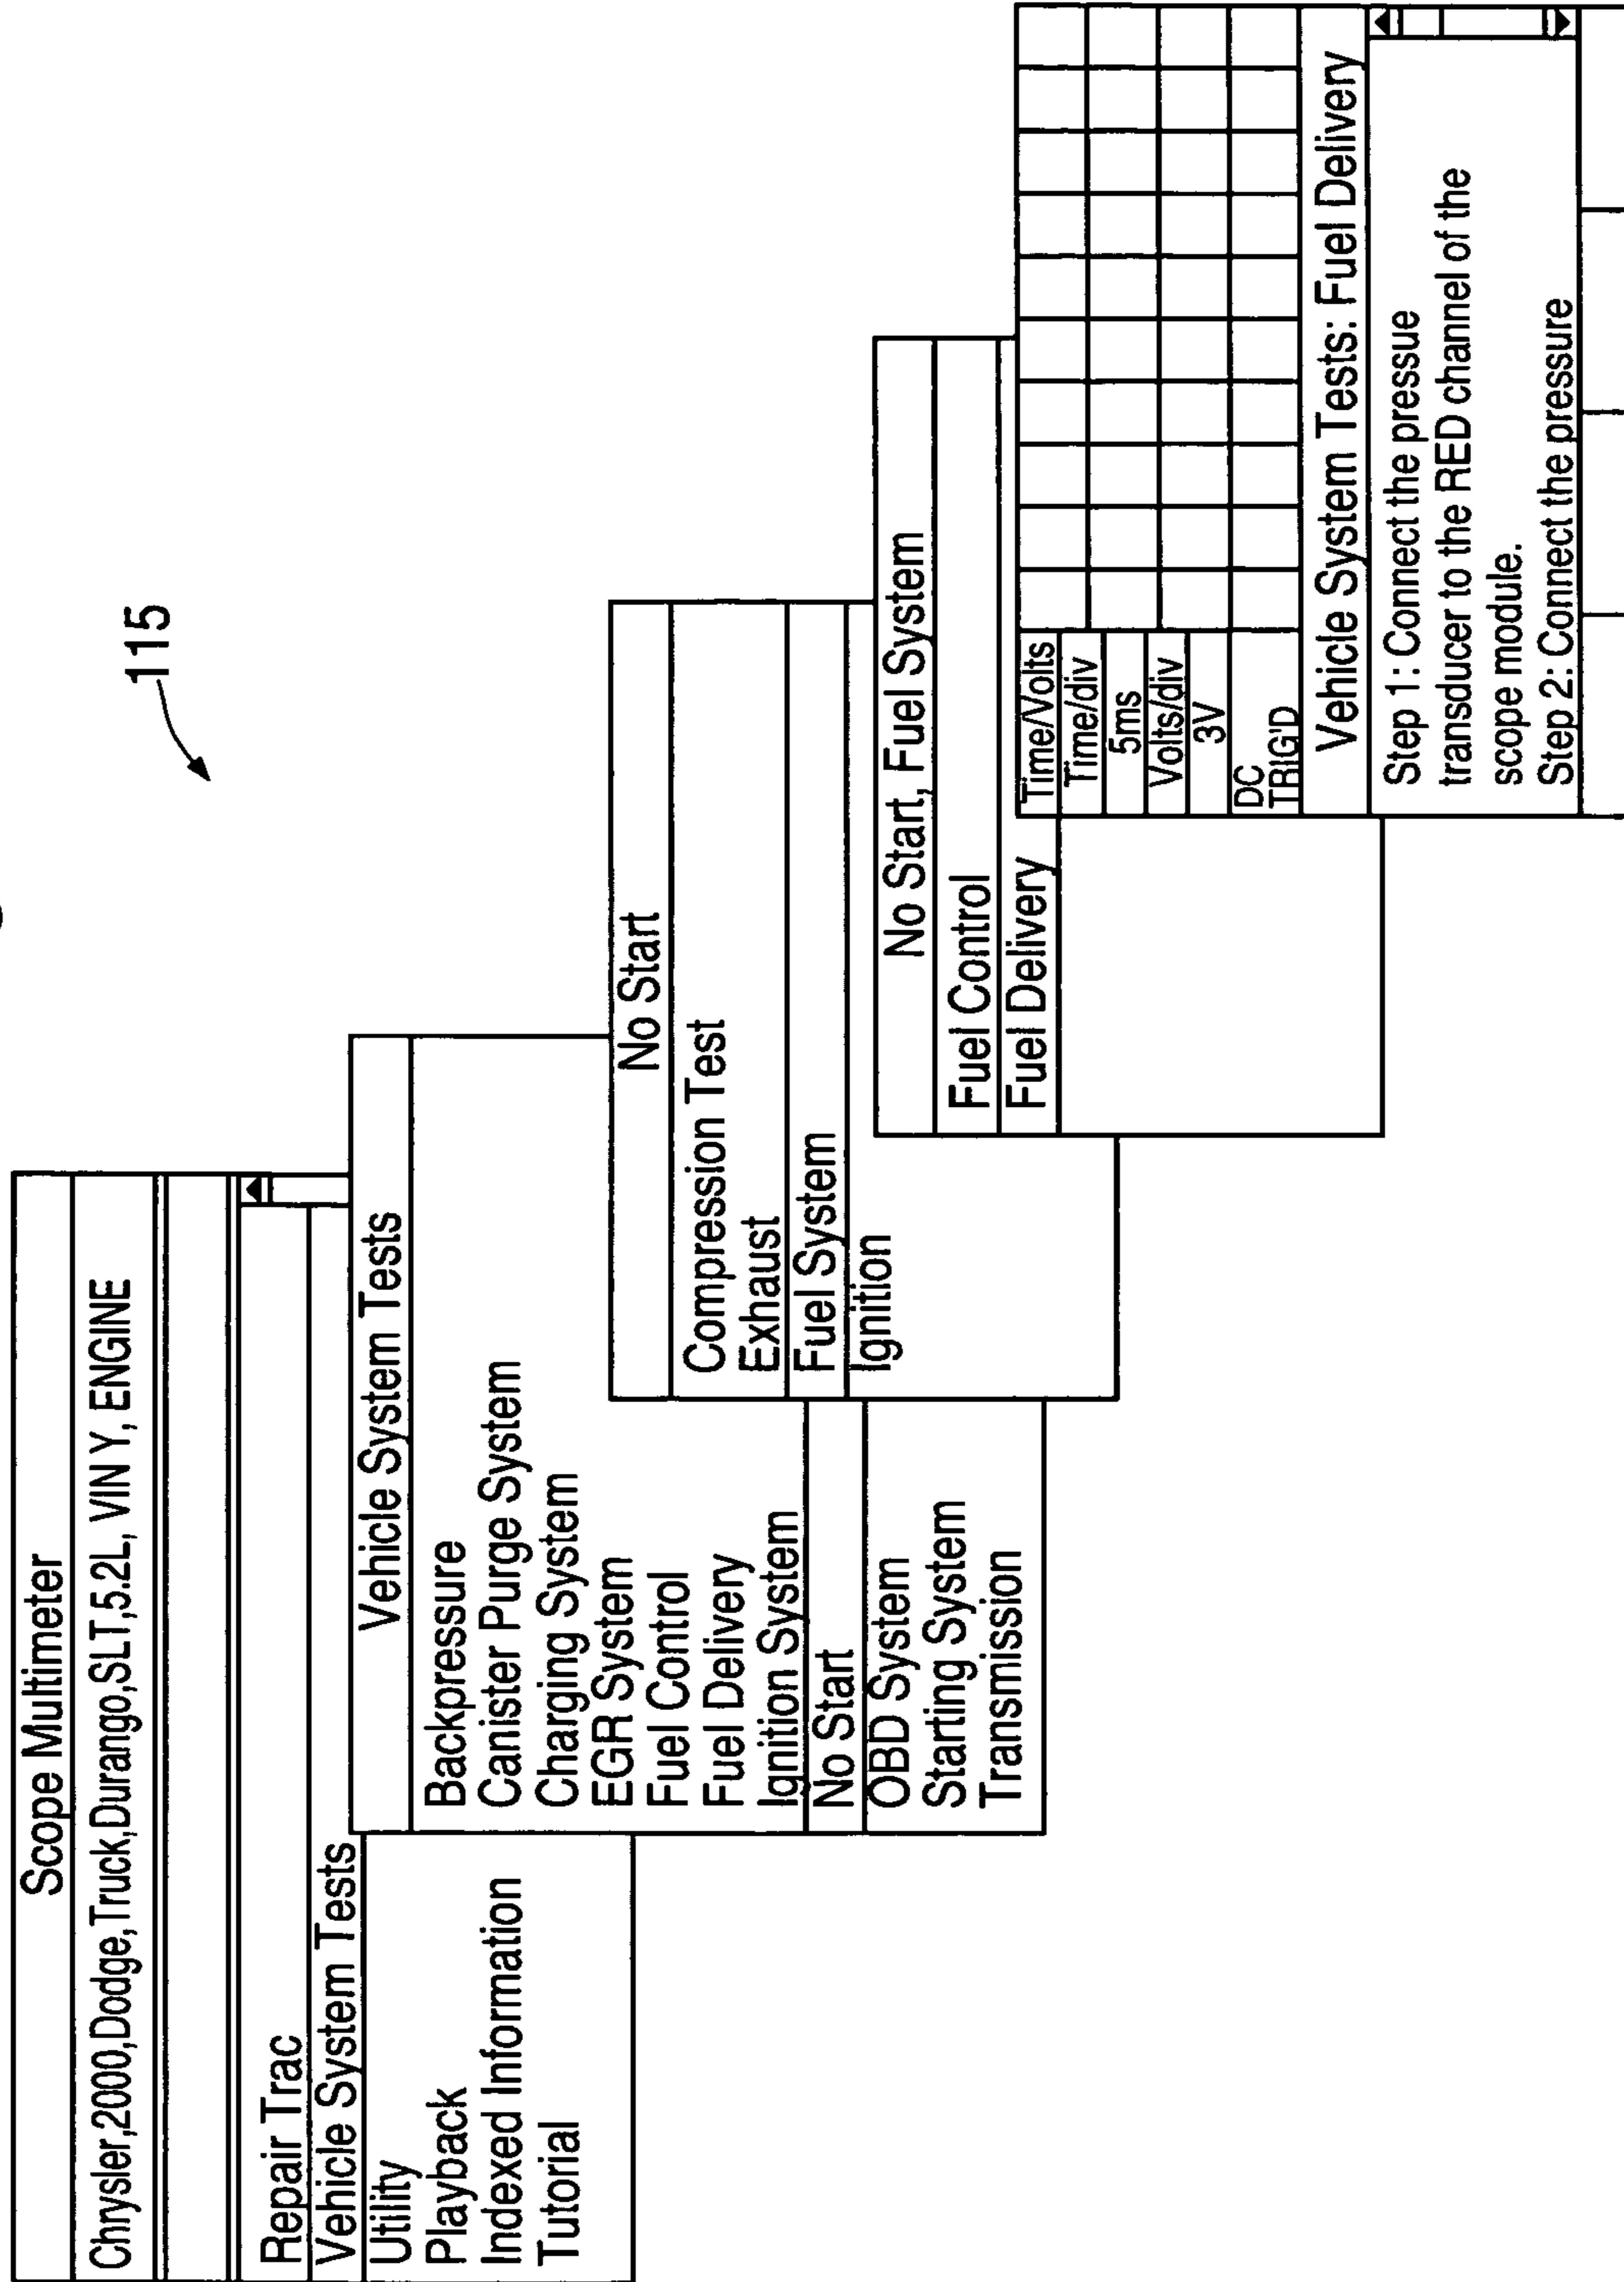 115
Scope Multimeter
Chrysler,2000,Dodge,Truck,Durango,SLT,5.2L, VIN Y, ENGINE
Repair Trac
Vehicle System Tests
Utility
Playback
Indexed Information
Tutorial
Vehicle System Tests
Backpressure
Canister Purge System
Charging System
EGR System
Fuel Control
Fuel Delivery
Ignition System
No Start
OBD System
Starting System
Transmission
No Start
Compression Test
Exhaust
Fuel System
Ignition
No Start, Fuel System
Fuel Control
Fuel Delivery
Time/Volts
Time/div
5ms
Volts/div
3V
DC
TRIG'D
Vehicle System Tests: Fuel Delivery
Step 1: Connect the pressue
transducer to the RED channel of the
scope module.
Step 2: Connect the pressure